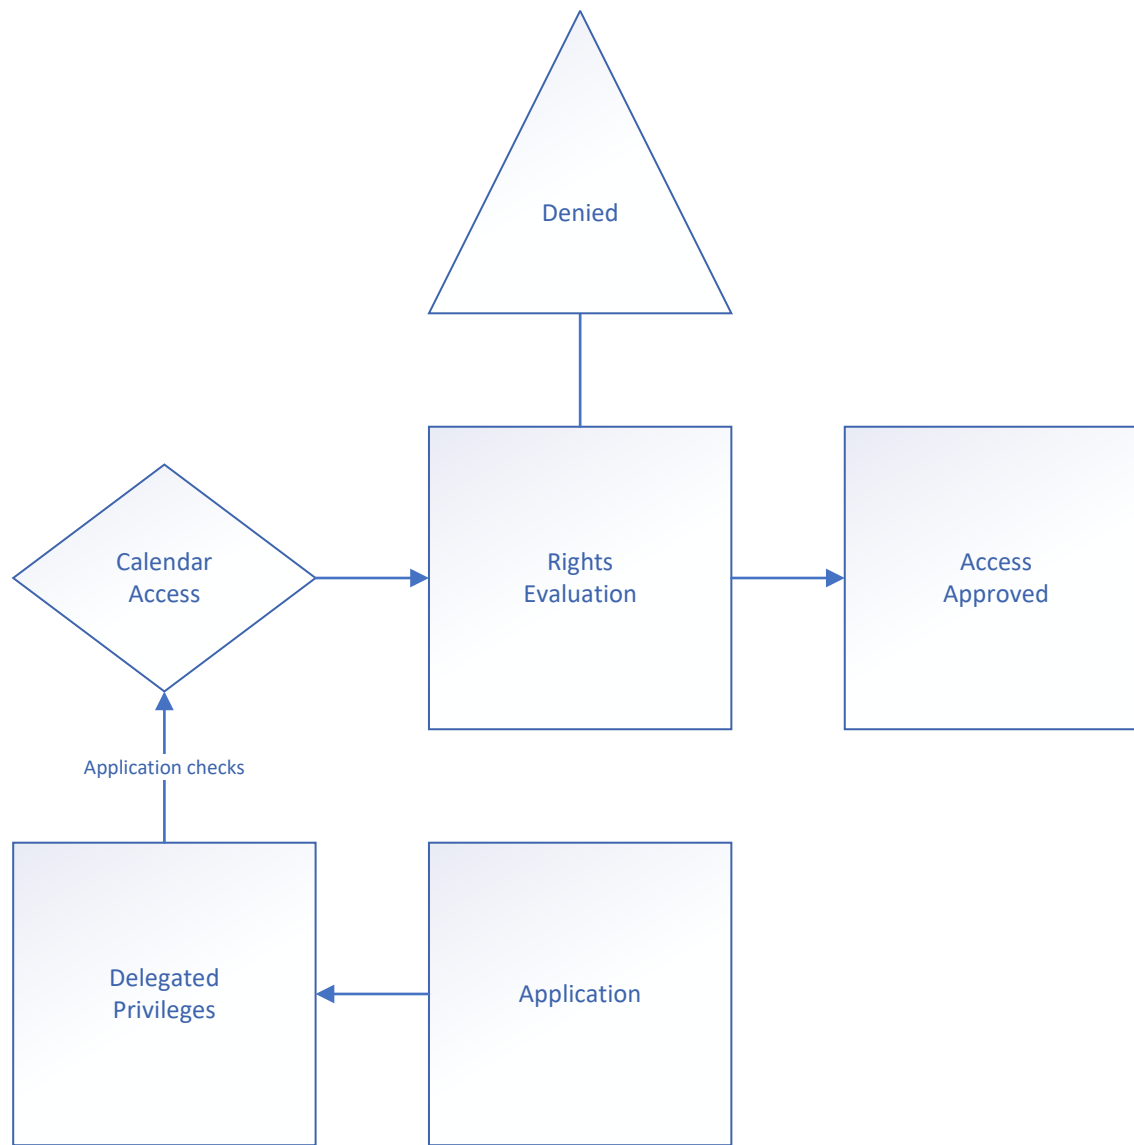 Denied
Calendar
Access
Rights
Evaluation
Access
Approved
Application checks
Delegated
Privileges
Application